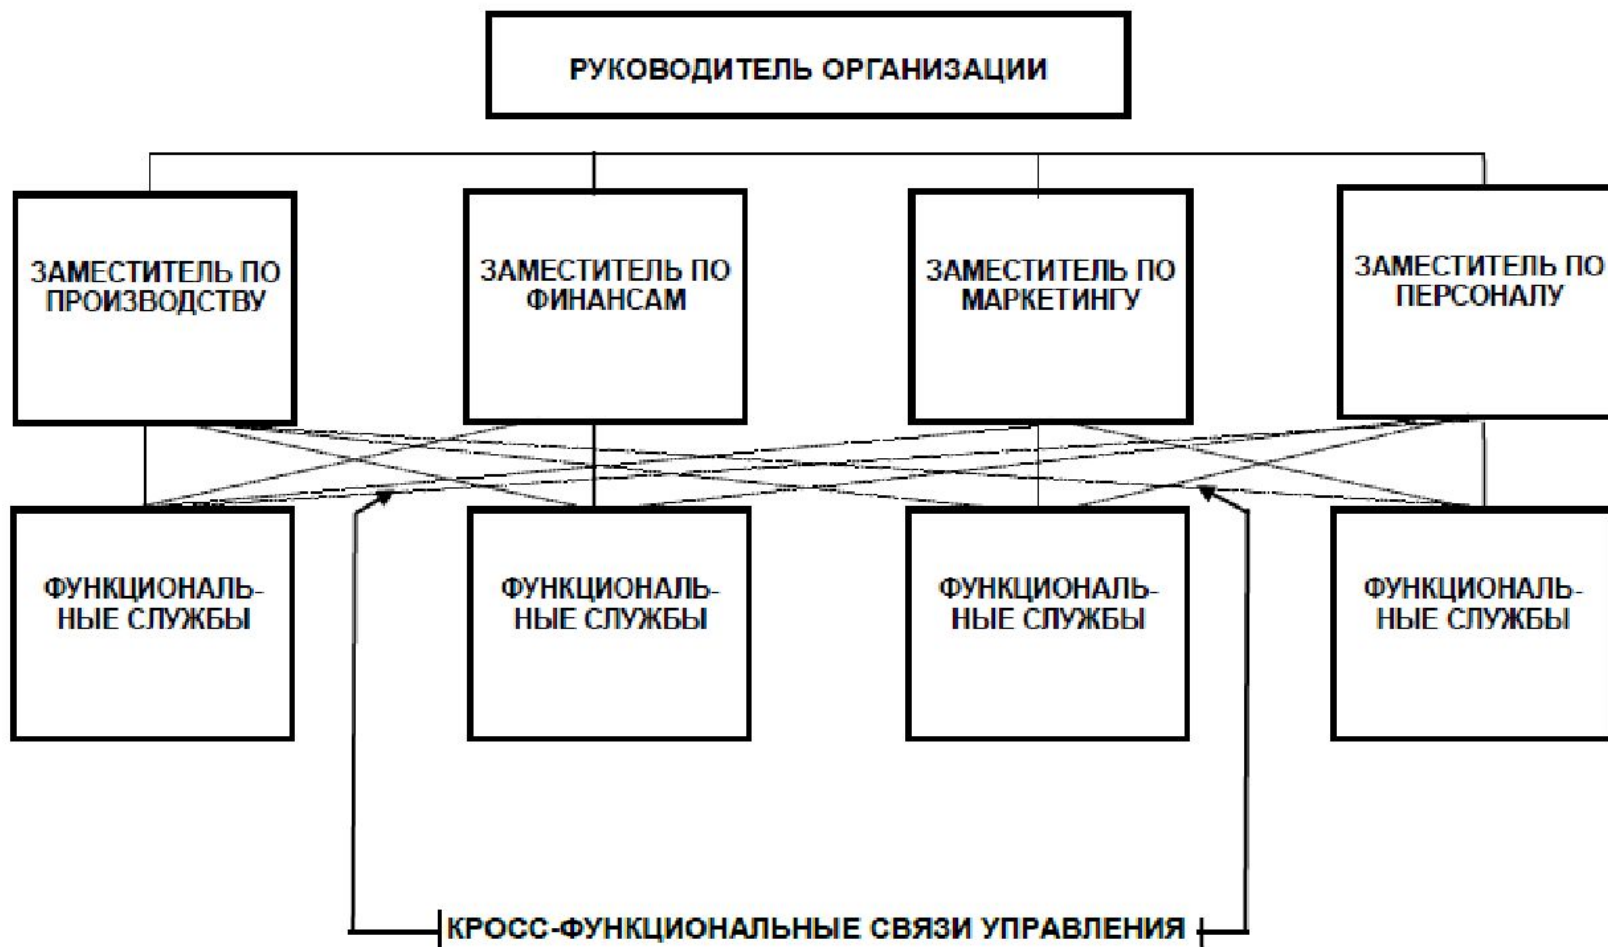 РУКОВОДИТЕЛЬ ОРГАНИЗАЦИИ
ЗАМЕСТИТЕЛЬ ПО
ПРОИЗВОДСТВУ
ЗАМЕСТИТЕЛЬ ПО
ФИНАНСАМ
ЗАМЕСТИТЕЛЬ ПО
МАРКЕТИНГУ
ЗАМЕСТИТЕЛЬ ПО
ПЕРСОНАЛУ
ФУНКЦИОНАЛЬ-
НЫЕ СЛУЖБЫ
ФУНКЦИОНАЛЬ-
НЫЕ СЛУЖБЫ
ФУНКЦИОНАЛЬ-
НЫЕ СЛУЖБЫ
ФУНКЦИОНАЛЬ-
НЫЕ СЛУЖБЫ
КРОСС-ФУНКЦИОНАЛЬНЫЕ СВЯЗИ УПРАВЛЕНИЯ